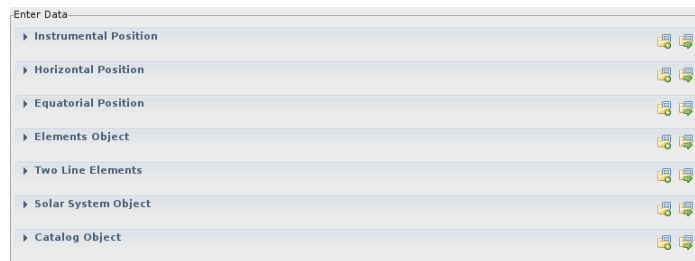 Enter Data
Instrumental Position
Horizontal Position
Equatorial Position
Elements Object
Two Line Elements
Solar System Object
Catalog Object